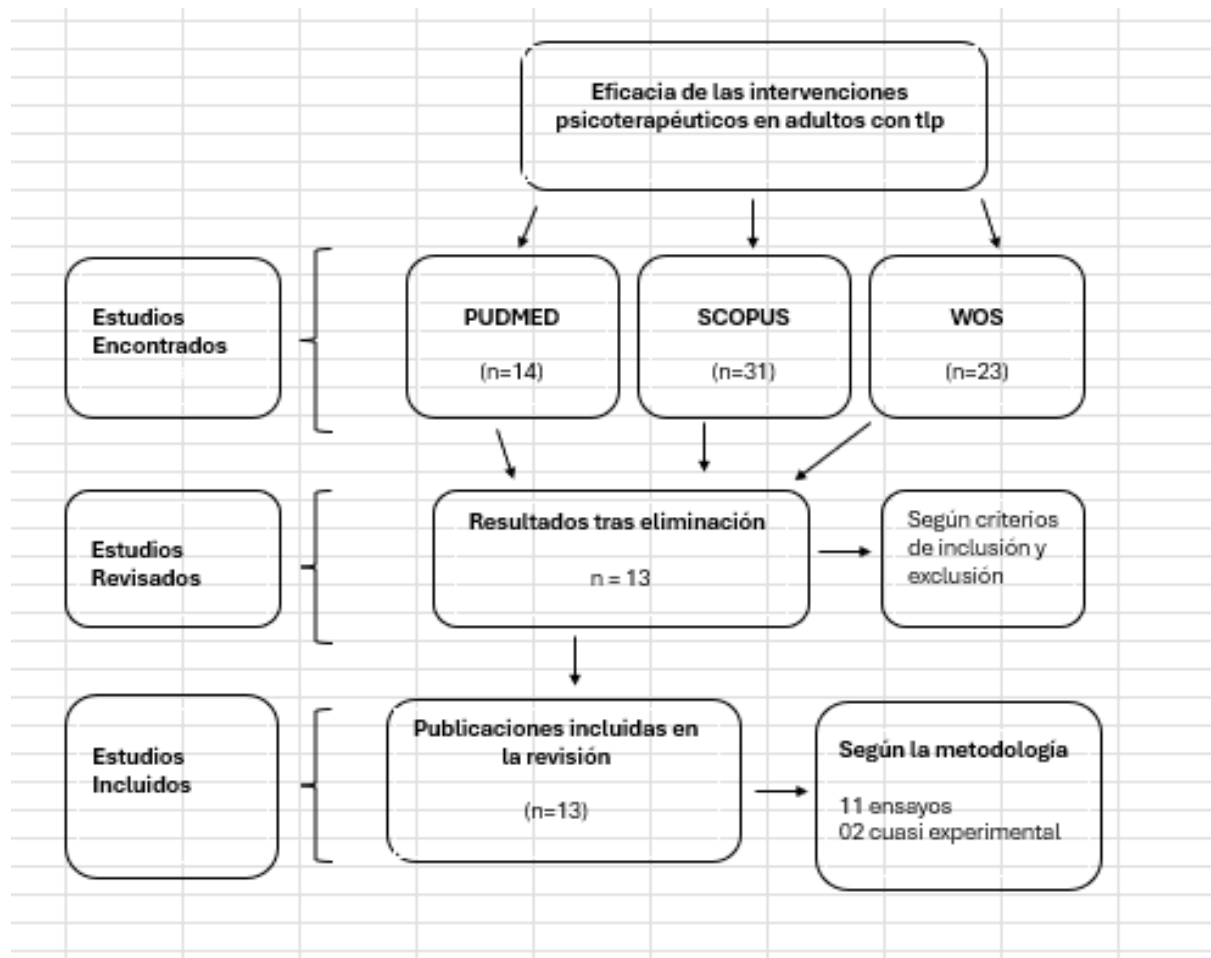 Eficacia de las intervenciones
psicoterapéuticos en adultos con tlp
Estudios
Encontrados
PUDMED
(n=14)
SCOPUS
(n=31)
WOS
(n=23)
Estudios
Revisados
Resultados tras eliminación
n = 13
Según criterios
de inclusión y
exclusión
Estudios
Incluidos
Publicaciones incluidas en
la revisión
(n=13)
Según la metodología
11 ensayos
02 cuasi experimental